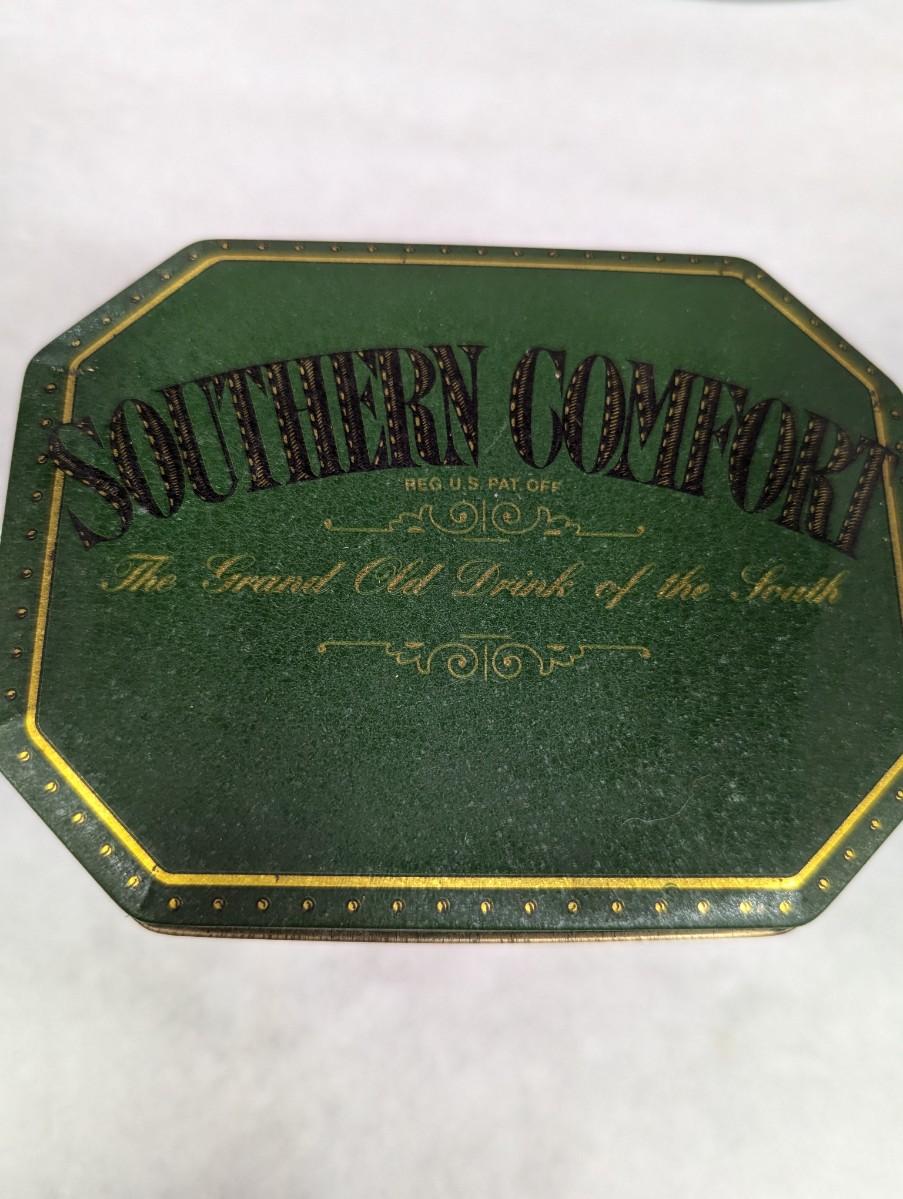 SOUTHERN COMFORT
REG. U.S. PAT. OFF
The Grand Old Drink of the South